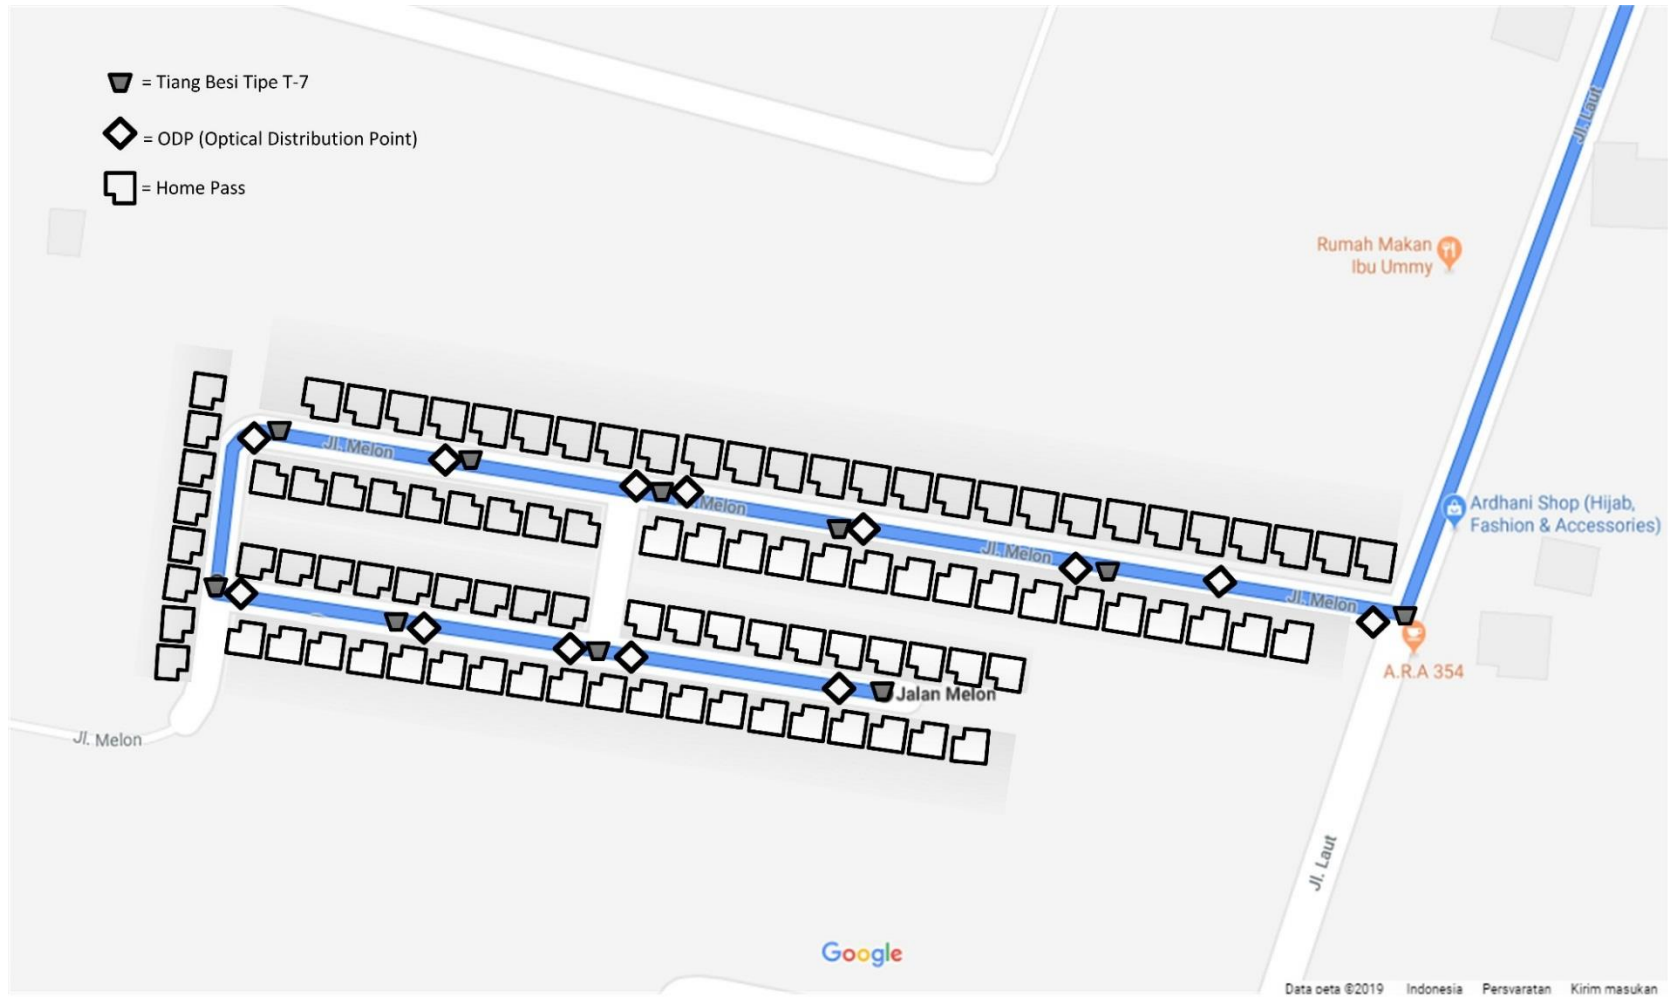 = Tiang Besi Tipe T-7
= ODP (Optical Distribution Point)
= Home Pass
Jl. Laut
Rumah Makan
Ibu Ummy
Jl. Melon
Melon
Jl. Melon
Jl. Melon
Ardhani Shop (Hijab,
Fashion & Accessories)
A.R.A 354
Jalan Melon
Jl. Melon
Jl. Laut
Google
Data peta ©2019 Indonesia Persyaratan Kirim masukan